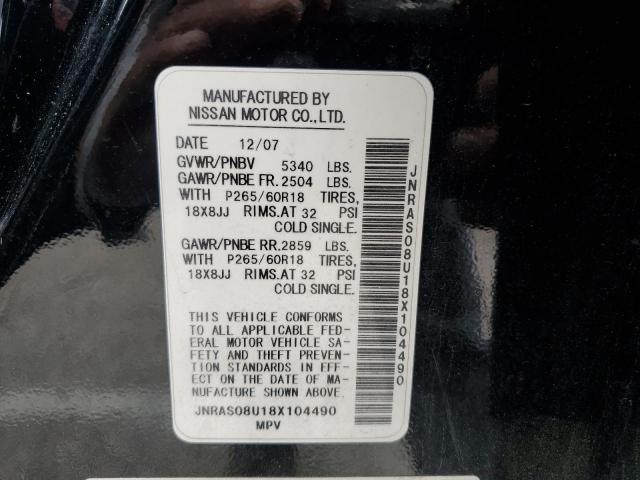 MANUFACTURED BY
NISSAN MOTOR CO., LTD.
DATE 12/07
GVWR/PNBV 5340 LBS.
GAWR/PNBE FR. 2504 LBS.
WITH P265/60R18 TIRES,
18X8JJ RIMS. AT 32 PSI
COLD SINGLE.
GAWR/PNBE RR. 2859 LBS.
WITH P265/60R18 TIRES,
18X8JJ RIMS. AT 32 PSI
COLD SINGLE.
THIS VEHICLE CONFORMS
TO ALL APPLICABLE FED-
ERAL MOTOR VEHICLE SA-
FETY AND THEFT PREVEN-
TION STANDARDS IN EFF-
ECT ON THE DATE OF MAN-
UFACTURE SHOWN ABOVE.
JNRAS08U18X104490
MPV
JNRAS08U18X104490